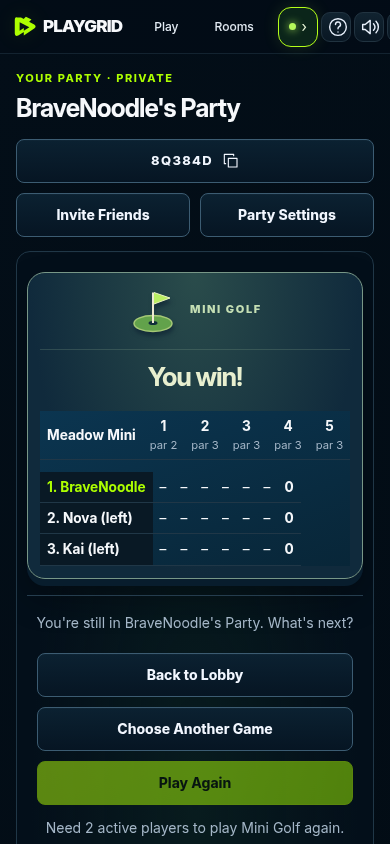 PLAYGRID Play Rooms
YOUR PARTY · PRIVATE
BraveNoodle's Party
8Q384D
Invite Friends Party Settings
MINI GOLF
You win!
Meadow Mini 1 2 3 4 5
par 2 par 3 par 3 par 3 par 3
1. BraveNoodle – – – – – – 0
2. Nova (left) – – – – – – 0
3. Kai (left) – – – – – – 0
You're still in BraveNoodle's Party. What's next?
Back to Lobby
Choose Another Game
Play Again
Need 2 active players to play Mini Golf again.